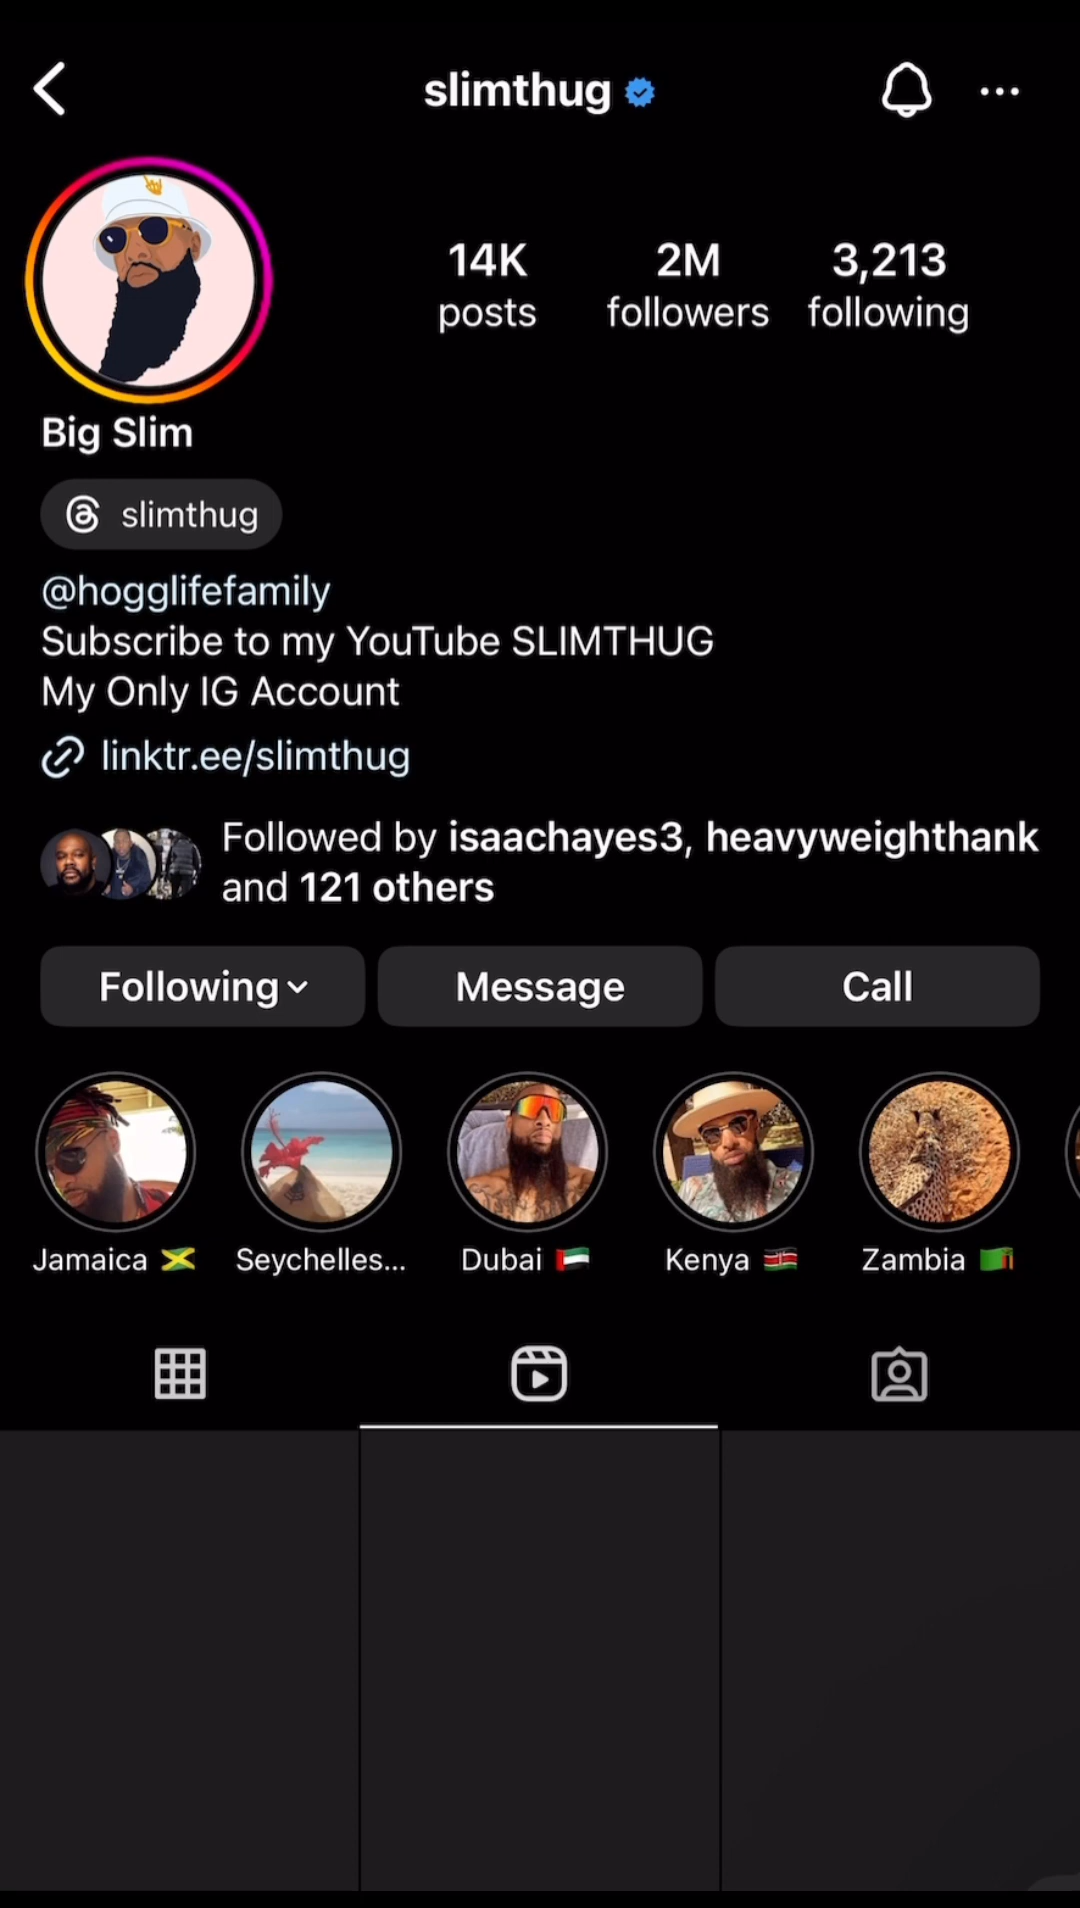 slimthug
14K 2M 3,213
posts followers following
Big Slim
slimthug
@hogglifefamily
Subscribe to my YouTube SLIMTHUG
My Only IG Account
linktr.ee/slimthug
Followed by isaachayes3, heavyweighthank
and 121 others
Following Message Call
Jamaica 🇯🇲 Seychelles... Dubai 🇦🇪 Kenya 🇰🇪 Zambia 🇿🇲